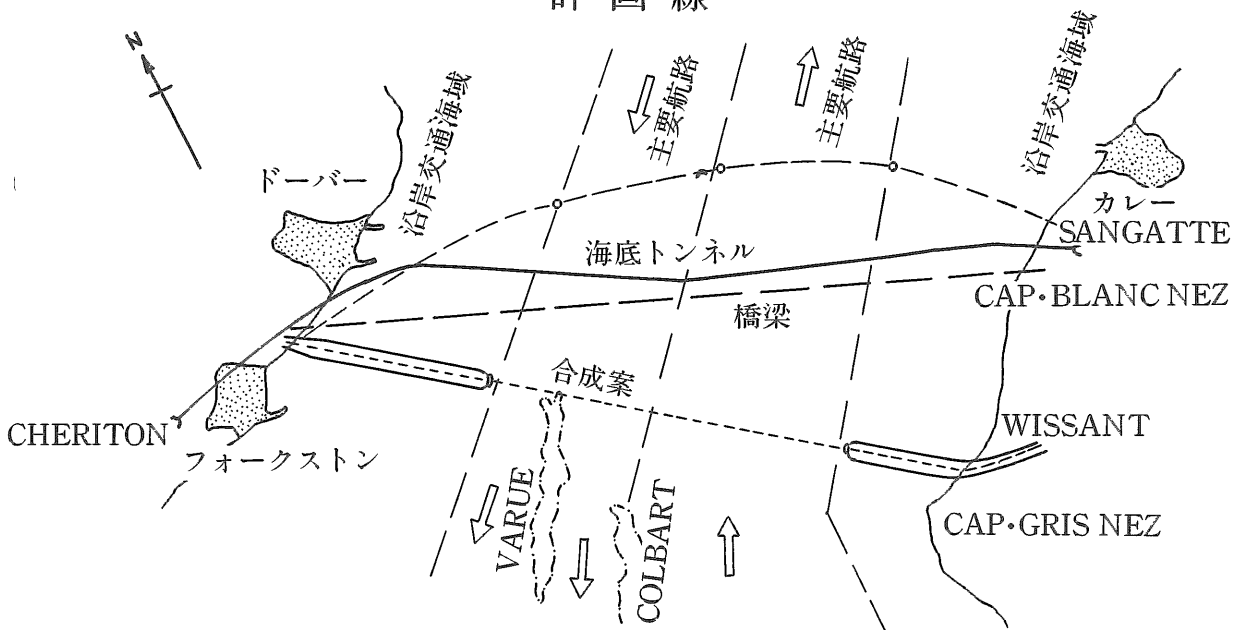 計画線
N
沿岸交通海域
主要航路
主要航路
沿岸交通海域
ドーバー
カレー
SANGATTE
海底トンネル
CAP・BLANC NEZ
橋梁
合成案
CHERITON
WISSANT
フォークストン
VARUE
COLBART
CAP・GRIS NEZ